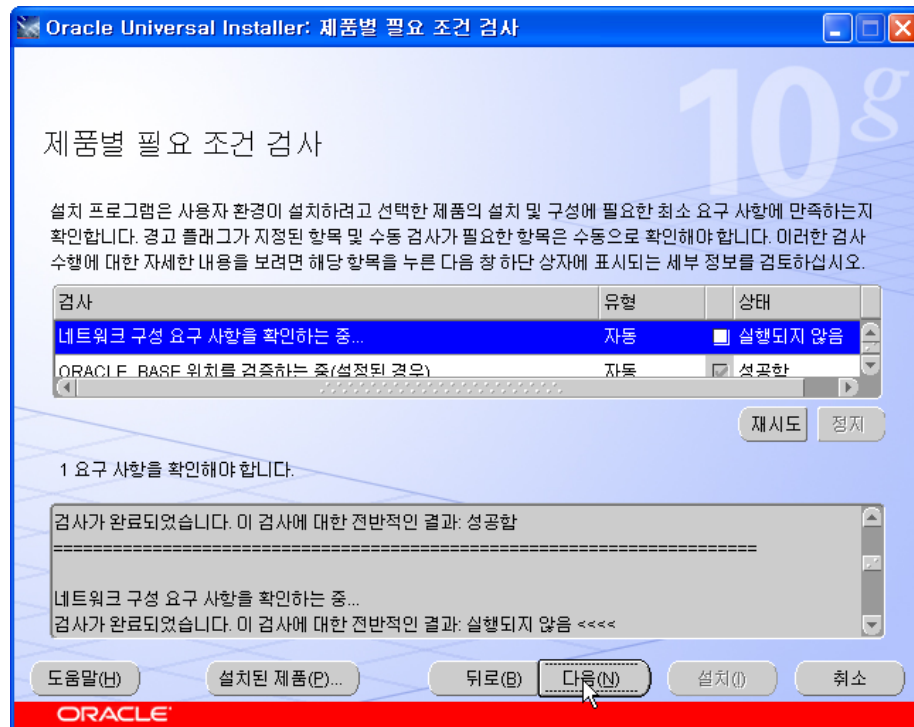 Oracle Universal Installer: 제품별 필요 조건 검사
10g
제품별 필요 조건 검사
설치 프로그램은 사용자 환경이 설치하려고 선택한 제품의 설치 및 구성에 필요한 최소 요구 사항에 만족하는지
확인합니다. 경고 플래그가 지정된 항목 및 수동 검사가 필요한 항목은 수동으로 확인해야 합니다. 이러한 검사
수행에 대한 자세한 내용을 보려면 해당 항목을 누른 다음 창 하단 상자에 표시되는 세부 정보를 검토하십시오.
검사 유형 상태
네트워크 구성 요구 사항을 확인하는 중... 자동 실행되지 않음
ORACLE_BASE 위치를 검증하는 중(설정된 경우) 자동 성공함
재시도 정지
1 요구 사항을 확인해야 합니다.
검사가 완료되었습니다. 이 검사에 대한 전반적인 결과: 성공함
========================================================================
네트워크 구성 요구 사항을 확인하는 중...
검사가 완료되었습니다. 이 검사에 대한 전반적인 결과: 실행되지 않음 <<<<
도움말(H) 설치된 제품(P)... 뒤로(B) 다음(N) 설치(I) 취소
ORACLE